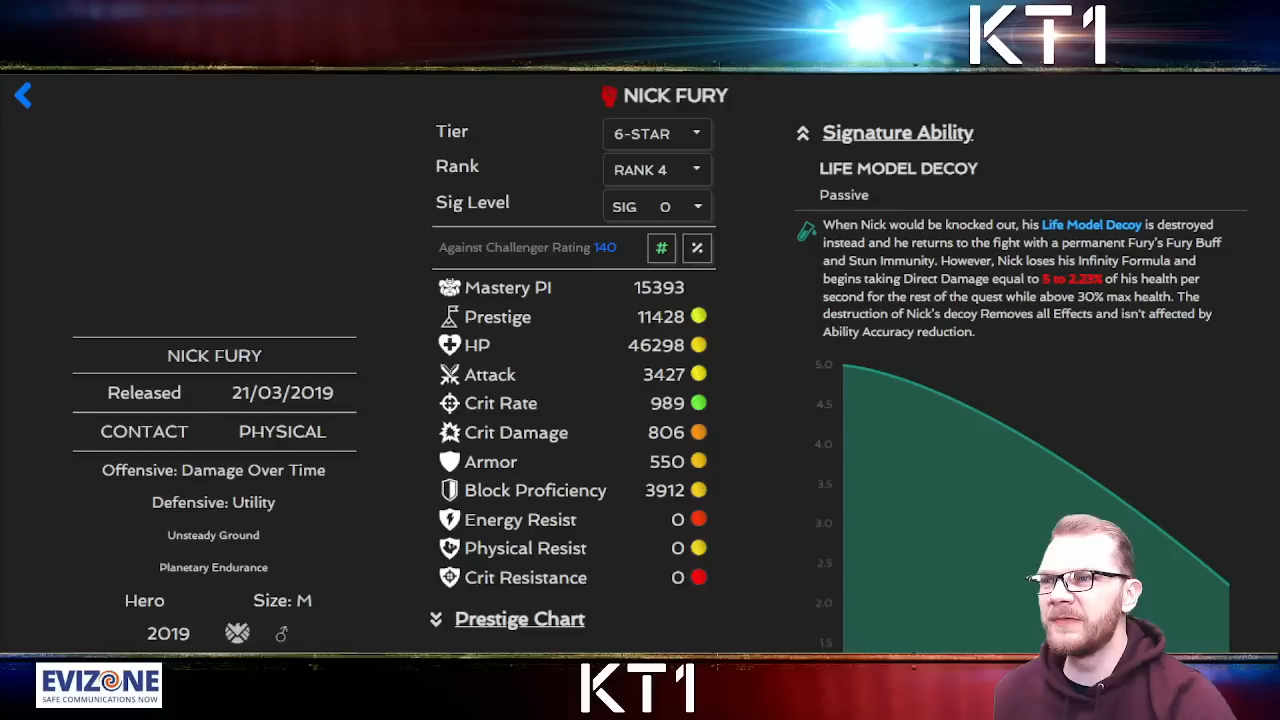 KT1
NICK FURY
Tier
6-STAR
Rank
RANK 4
Sig Level
SIG 0
Against Challenger Rating 140
#
Mastery PI 15393
Prestige 11428
HP 46298
Attack 3427
Crit Rate 989
Crit Damage 806
Armor 550
Block Proficiency 3912
Energy Resist 0
Physical Resist 0
Crit Resistance 0
Prestige Chart
NICK FURY
Released 21/03/2019
CONTACT PHYSICAL
Offensive: Damage Over Time
Defensive: Utility
Unsteady Ground
Planetary Endurance
Hero Size: M
2019 ♂
Signature Ability
LIFE MODEL DECOY
Passive
When Nick would be knocked out, his Life Model Decoy is destroyed
instead and he returns to the fight with a permanent Fury's Fury Buff
and Stun Immunity. However, Nick loses his Infinity Formula and
begins taking Direct Damage equal to 5 to 2.23% of his health per
second for the rest of the quest while above 30% max health. The
destruction of Nick's decoy Removes all Effects and isn't affected by
Ability Accuracy reduction.
5.0
4.5
4.0
3.5
3.0
2.5
2.0
1.5
EVIZONE
SAFE COMMUNICATIONS NOW
KT1